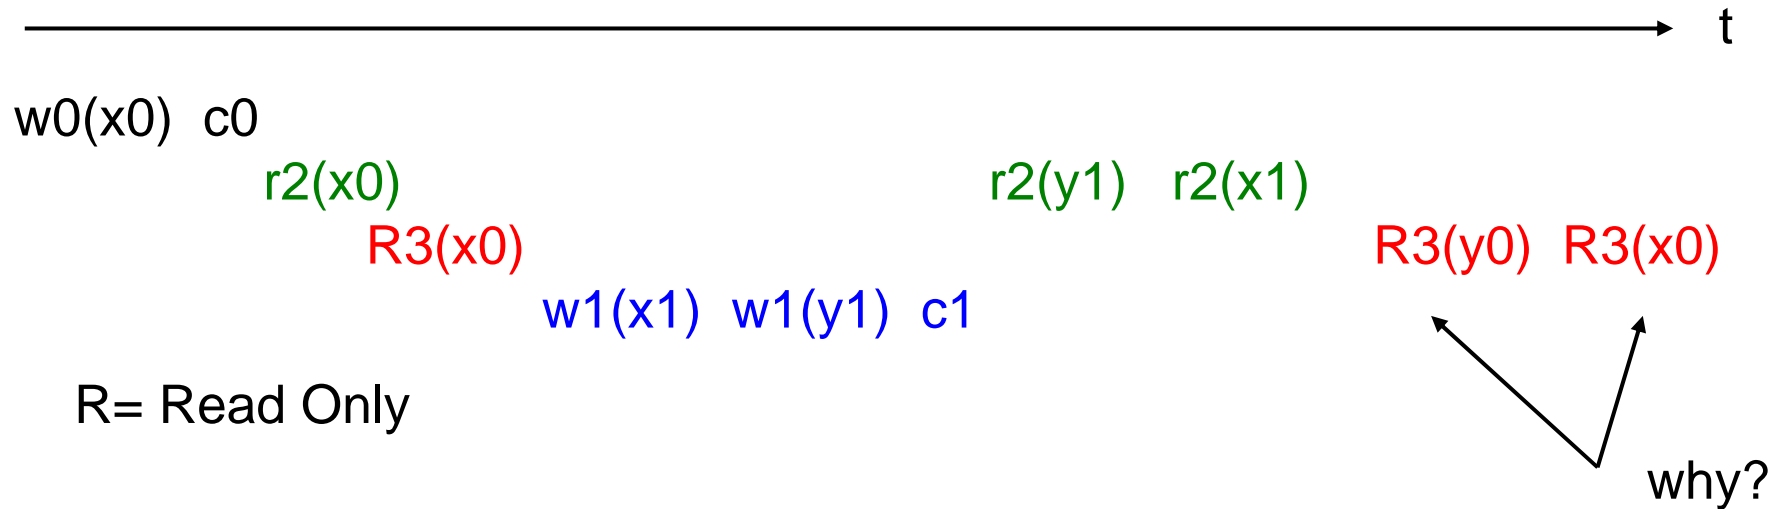 t
w0(x0) c0
r2(x0) r2(y1) r2(x1)
R3(x0) R3(y0) R3(x0)
w1(x1) w1(y1) c1
R= Read Only
why?